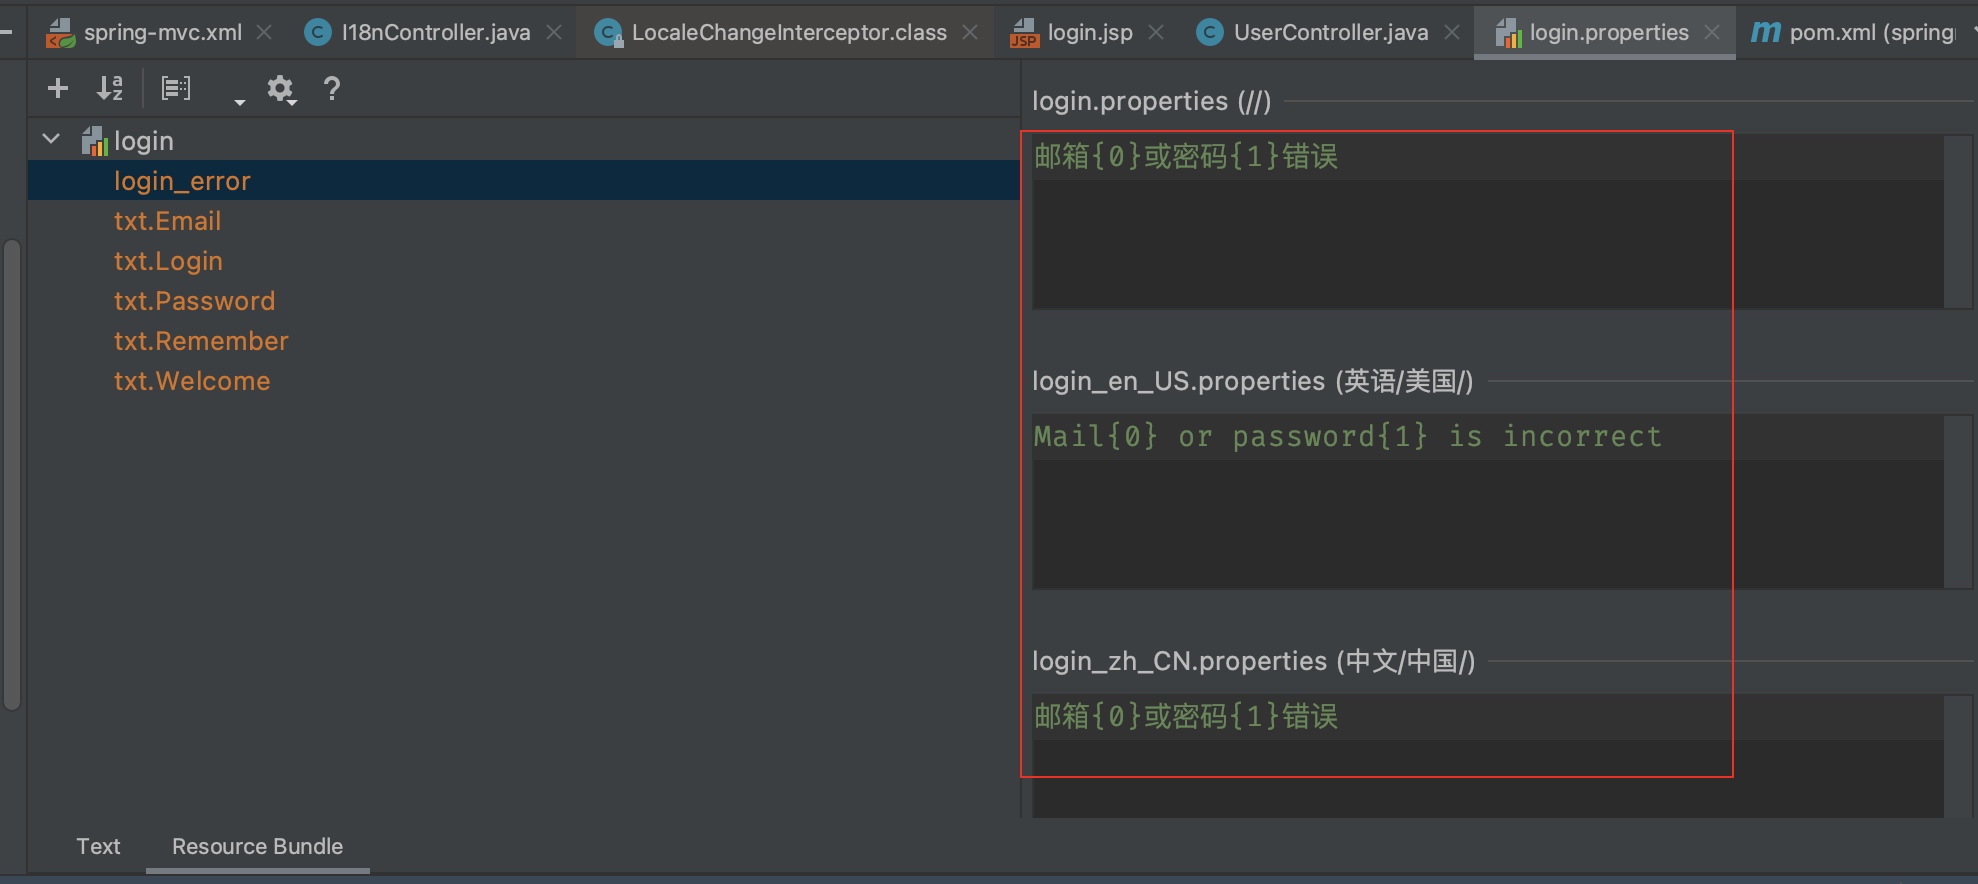 spring-mvc.xml I18nController.java LocaleChangeInterceptor.class login.jsp UserController.java login.properties pom.xml (spring
login
login_error
txt.Email
txt.Login
txt.Password
txt.Remember
txt.Welcome
login.properties (//)
邮箱{0}或密码{1}错误
login_en_US.properties (英语/美国/)
Mail{0} or password{1} is incorrect
login_zh_CN.properties (中文/中国/)
邮箱{0}或密码{1}错误
Text Resource Bundle